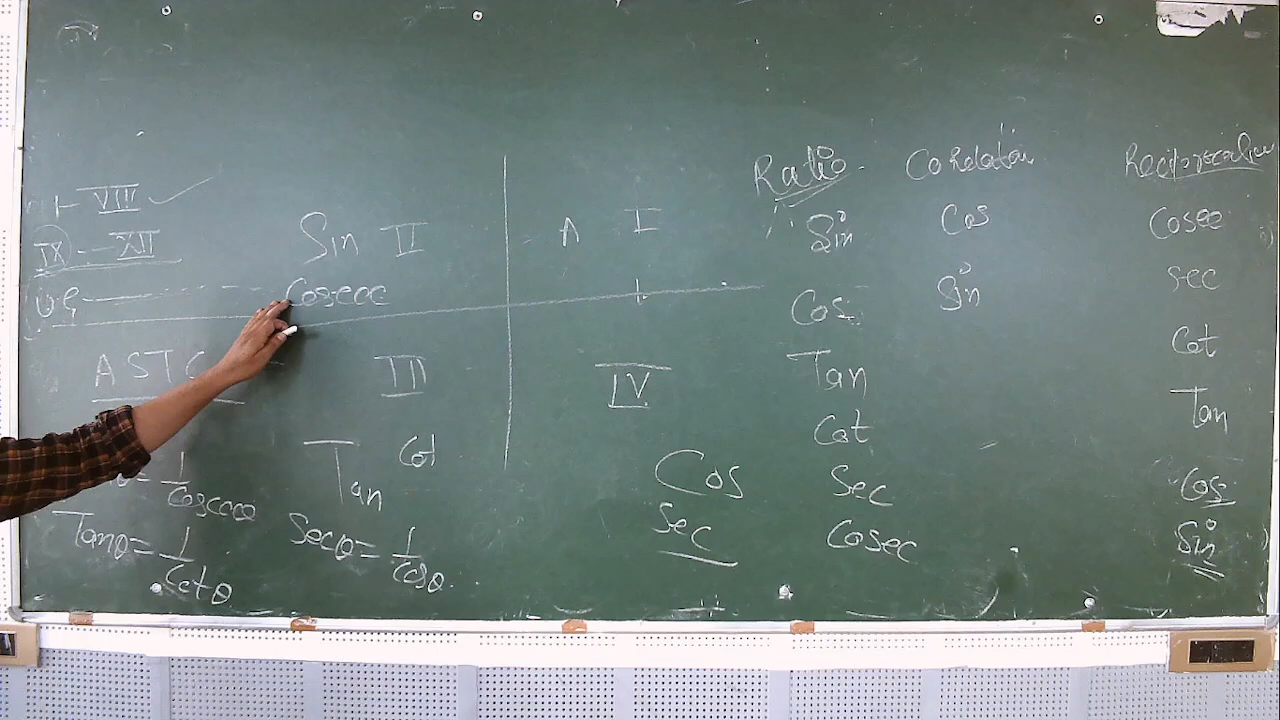 I - VIII
IX - XII
UG
Sin II
Cosec
A I
ASTC
III
IV
Tan Cot
Cos
Sec
= 1/Cosecθ
Tanθ = 1/Cotθ
Secθ = 1/Cosθ.
Ratio Co Relation Reciprocal
Sin Cos Cosec
Cos Sin Sec
Tan Cot
Cot Tan
Sec Cos
Cosec Sin